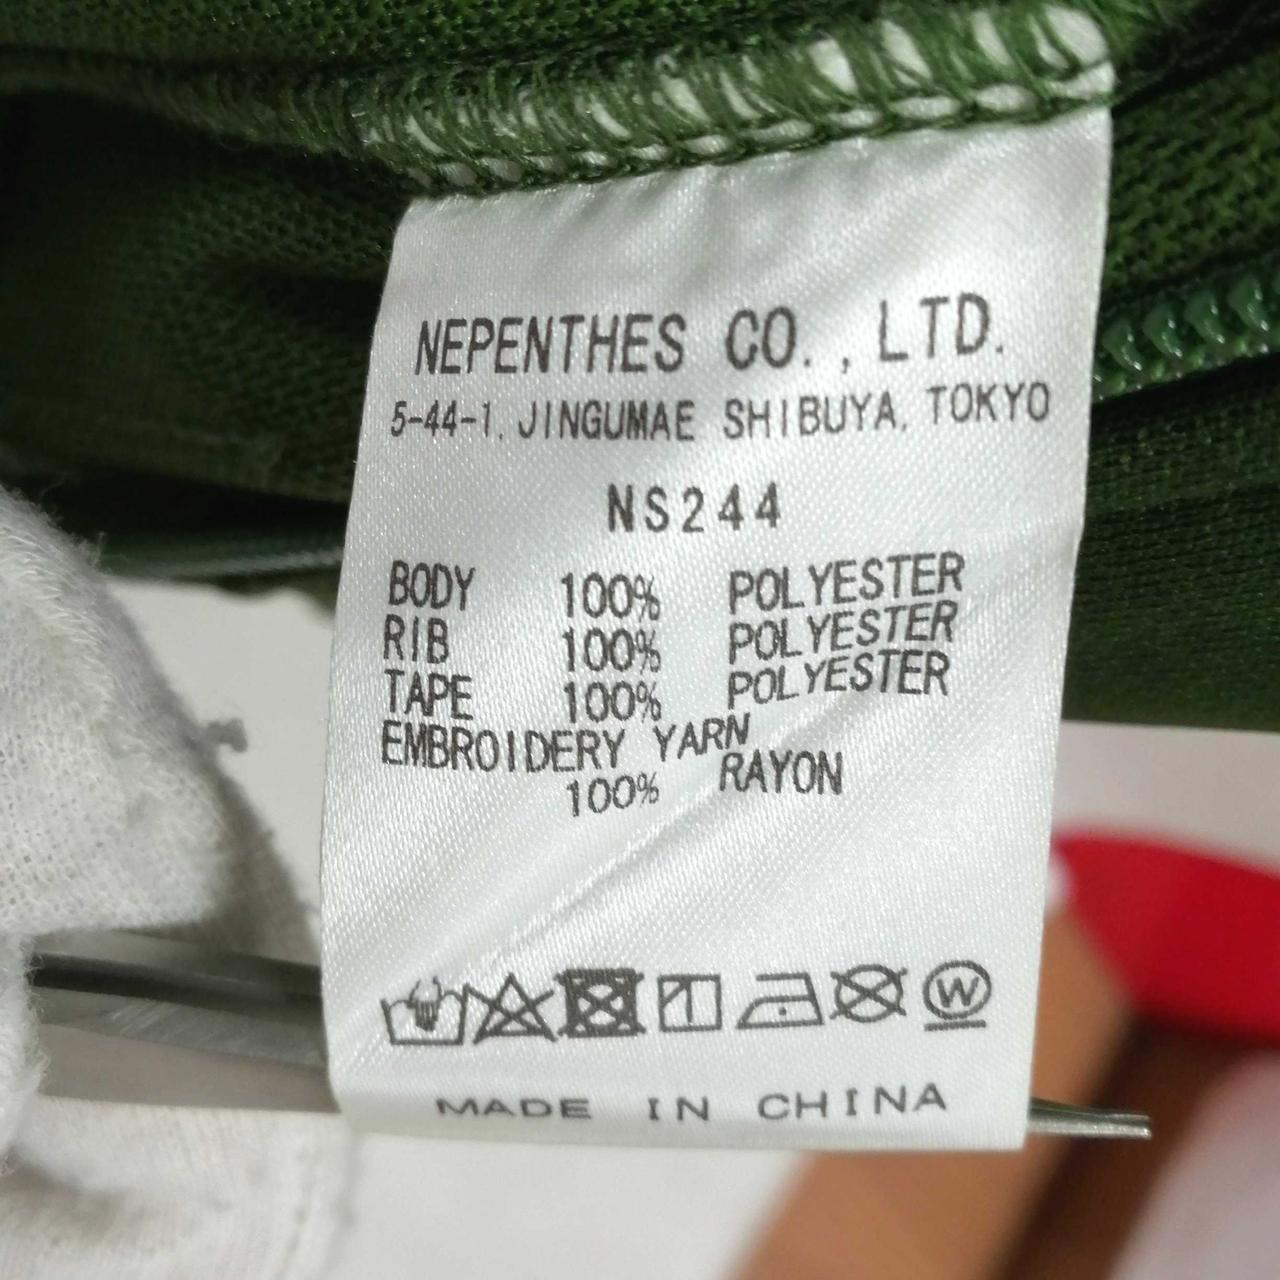 NEPENTHES CO., LTD.
5-44-1, JINGUMAE SHIBUYA, TOKYO
NS244
BODY 100% POLYESTER
RIB 100% POLYESTER
TAPE 100% POLYESTER
EMBROIDERY YARN
100% RAYON
W
MADE IN CHINA